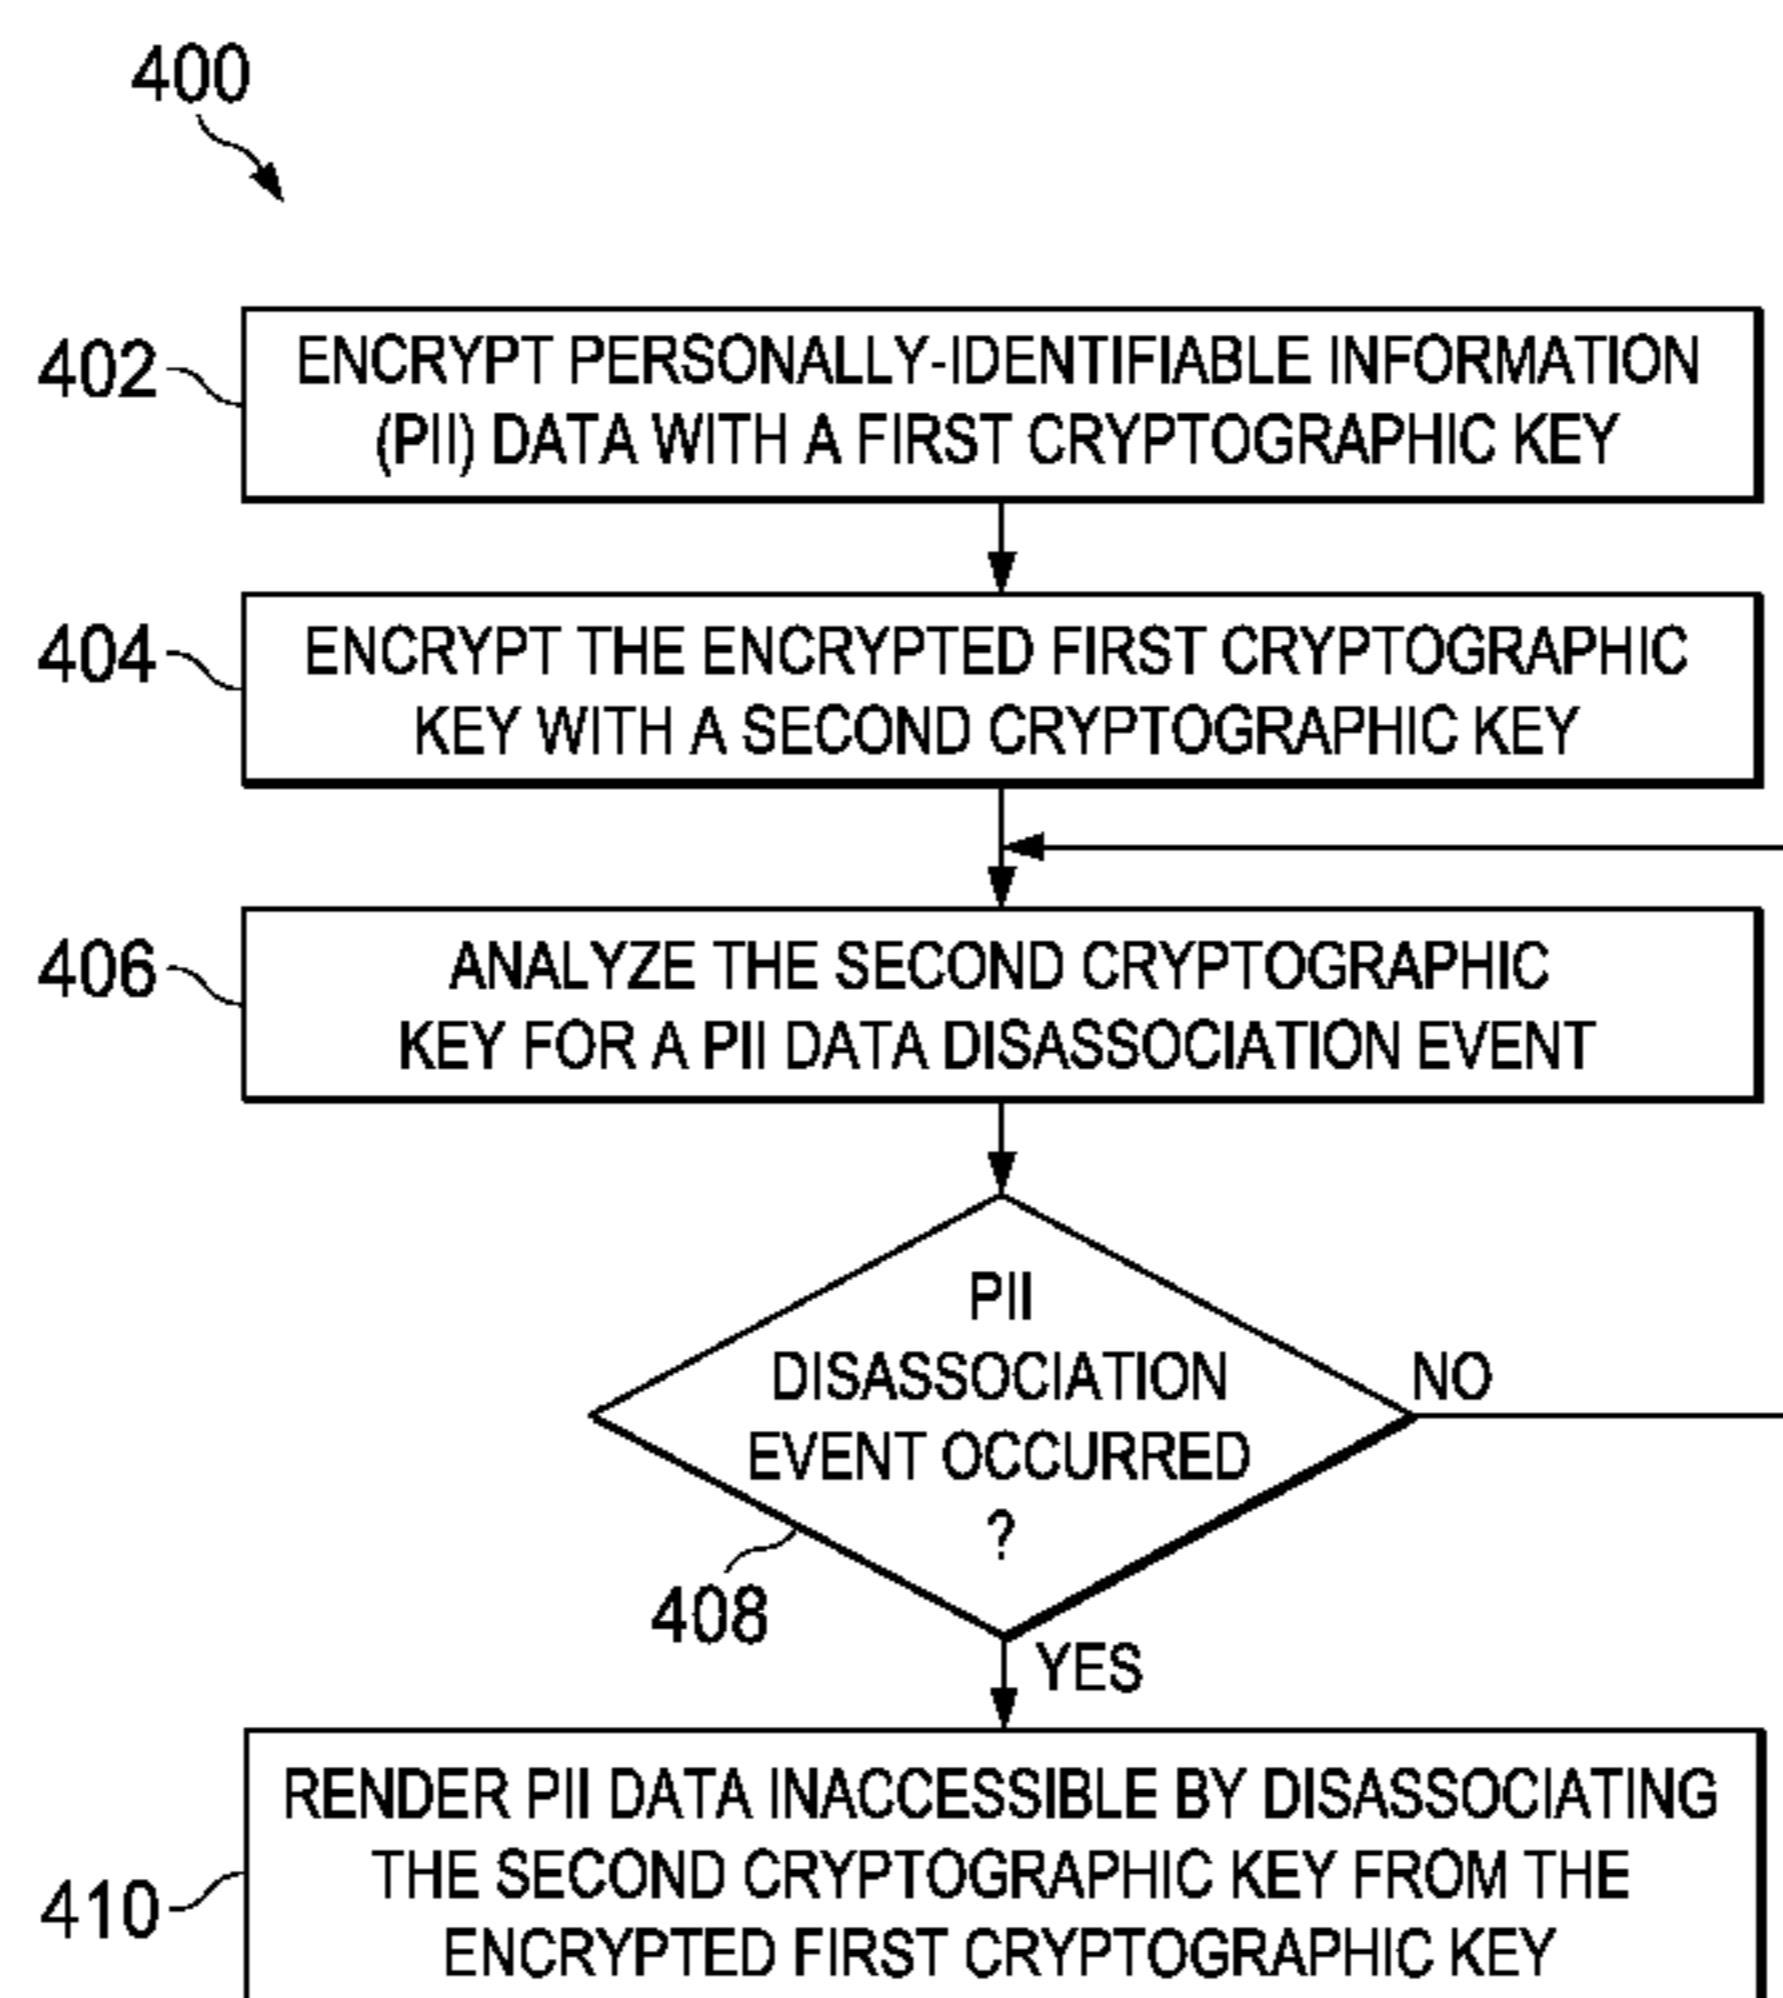 400
402
ENCRYPT PERSONALLY-IDENTIFIABLE INFORMATION
(PII) DATA WITH A FIRST CRYPTOGRAPHIC KEY
404
ENCRYPT THE ENCRYPTED FIRST CRYPTOGRAPHIC
KEY WITH A SECOND CRYPTOGRAPHIC KEY
406
ANALYZE THE SECOND CRYPTOGRAPHIC
KEY FOR A PII DATA DISASSOCIATION EVENT
PII
DISASSOCIATION
EVENT OCCURRED
?
NO
408
YES
410
RENDER PII DATA INACCESSIBLE BY DISASSOCIATING
THE SECOND CRYPTOGRAPHIC KEY FROM THE
ENCRYPTED FIRST CRYPTOGRAPHIC KEY